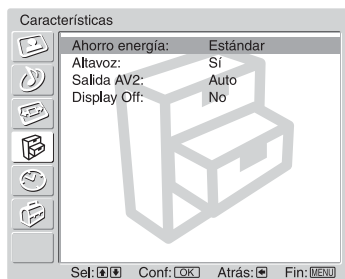 Características
Ahorro energía: Estándar
Altavoz: Sí
Salida AV2: Auto
Display Off: No
Sel: Conf: OK Atrás: Fin: MENU